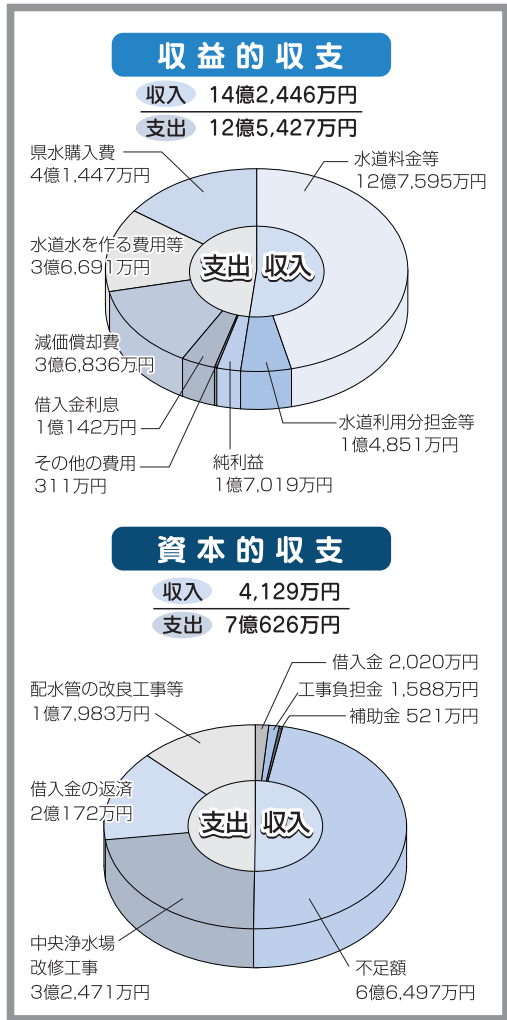 収益的収支
収入 14億2,446万円
支出 12億5,427万円
県水購入費
4億1,447万円
水道料金等
12億7,595万円
水道水を作る費用等
3億6,691万円
支出 収入
減価償却費
3億6,836万円
借入金利息
1億142万円
その他の費用
311万円
純利益
1億7,019万円
水道利用分担金等
1億4,851万円
資本的収支
収入 4,129万円
支出 7億626万円
借入金 2,020万円
工事負担金 1,588万円
補助金 521万円
配水管の改良工事等
1億7,983万円
借入金の返済
2億172万円
支出 収入
中央浄水場
改修工事
3億2,471万円
不足額
6億6,497万円